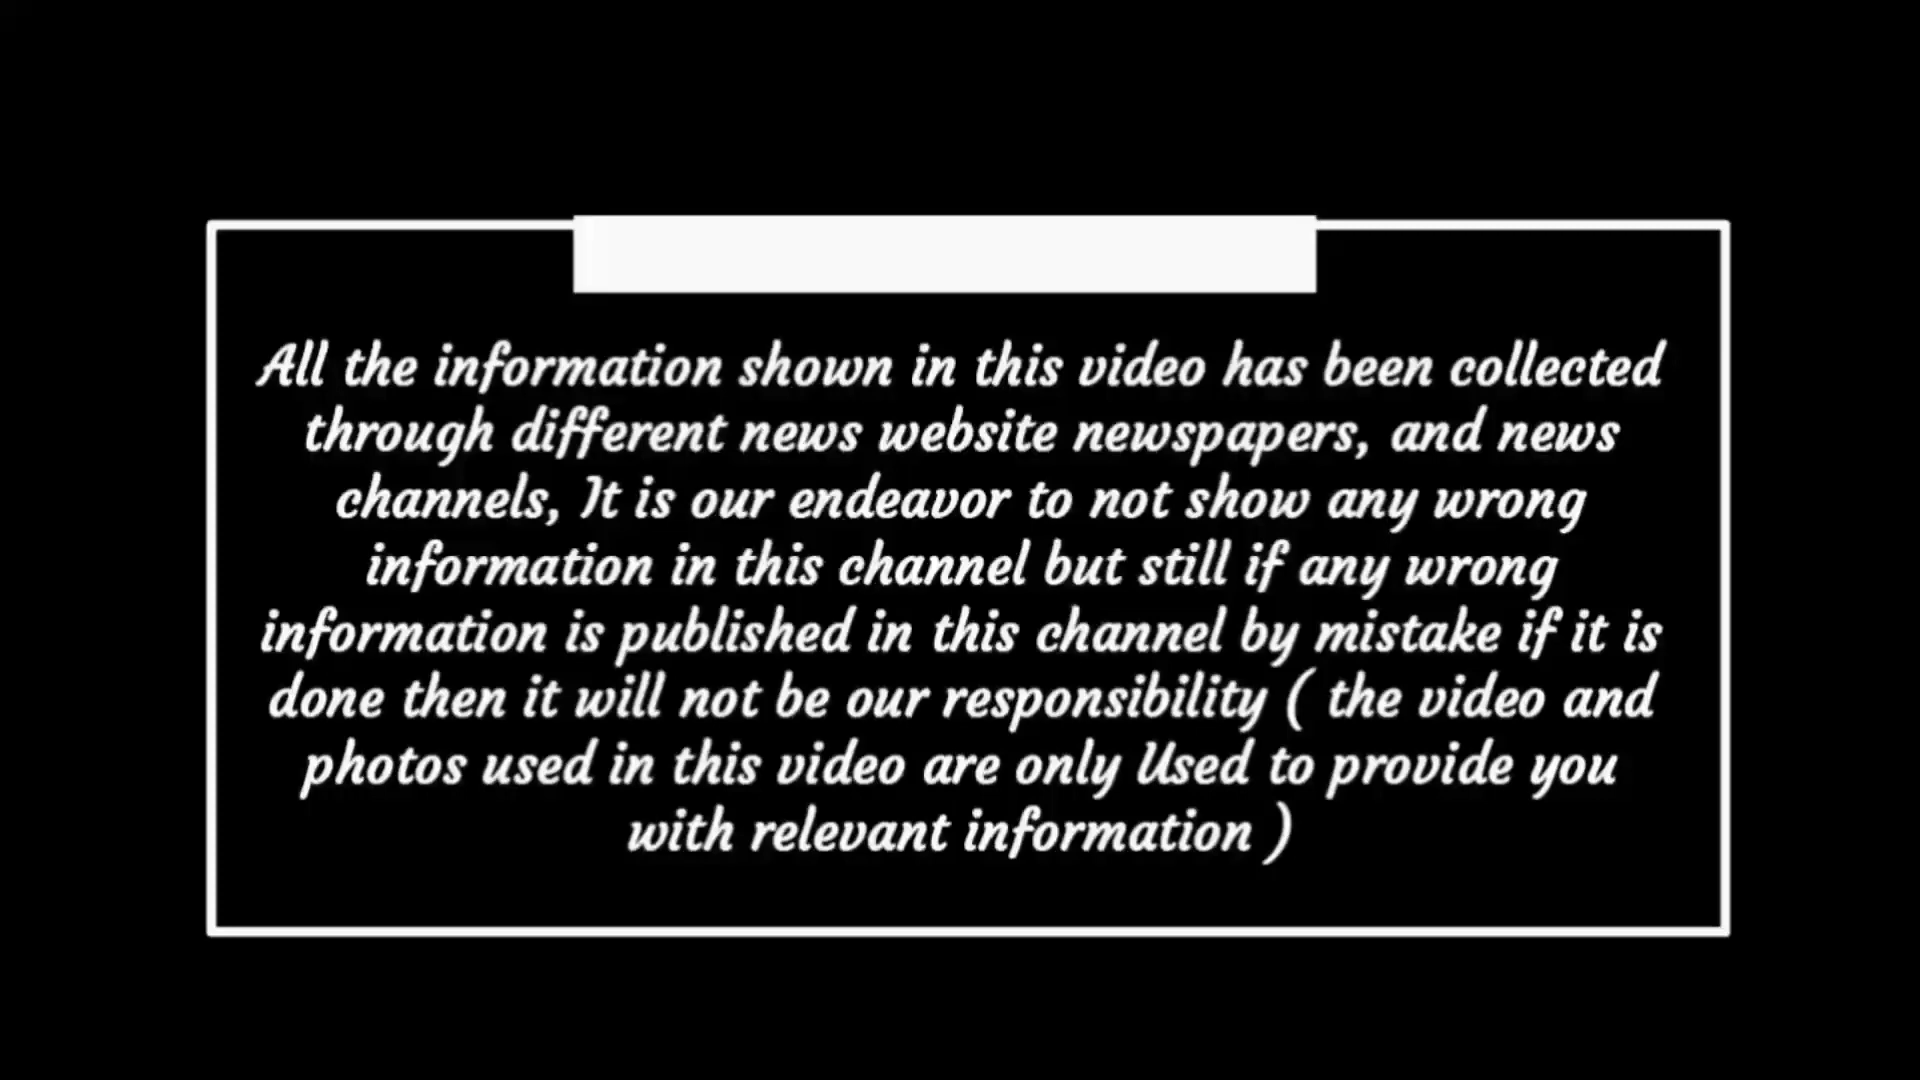 All the information shown in this video has been collected
through different news website newspapers, and news
channels, It is our endeavor to not show any wrong
information in this channel but still if any wrong
information is published in this channel by mistake if it is
done then it will not be our responsibility ( the video and
photos used in this video are only Used to provide you
with relevant information )